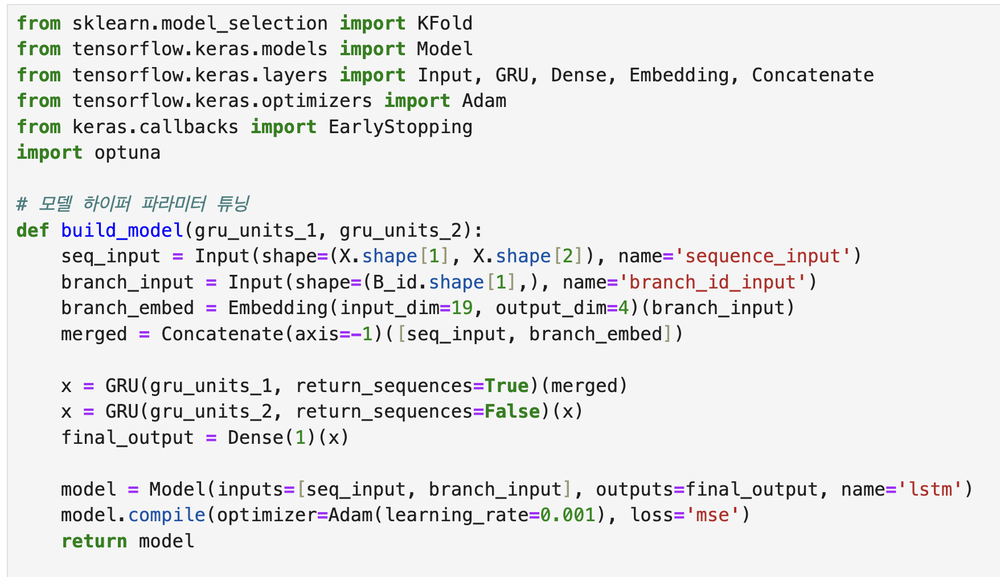 from sklearn.model_selection import KFold
from tensorflow.keras.models import Model
from tensorflow.keras.layers import Input, GRU, Dense, Embedding, Concatenate
from tensorflow.keras.optimizers import Adam
from keras.callbacks import EarlyStopping
import optuna

# 모델 하이퍼 파라미터 튜닝
def build_model(gru_units_1, gru_units_2):
    seq_input = Input(shape=(X.shape[1], X.shape[2]), name='sequence_input')
    branch_input = Input(shape=(B_id.shape[1],), name='branch_id_input')
    branch_embed = Embedding(input_dim=19, output_dim=4)(branch_input)
    merged = Concatenate(axis=-1)([seq_input, branch_embed])

    x = GRU(gru_units_1, return_sequences=True)(merged)
    x = GRU(gru_units_2, return_sequences=False)(x)
    final_output = Dense(1)(x)

    model = Model(inputs=[seq_input, branch_input], outputs=final_output, name='lstm')
    model.compile(optimizer=Adam(learning_rate=0.001), loss='mse')
    return model